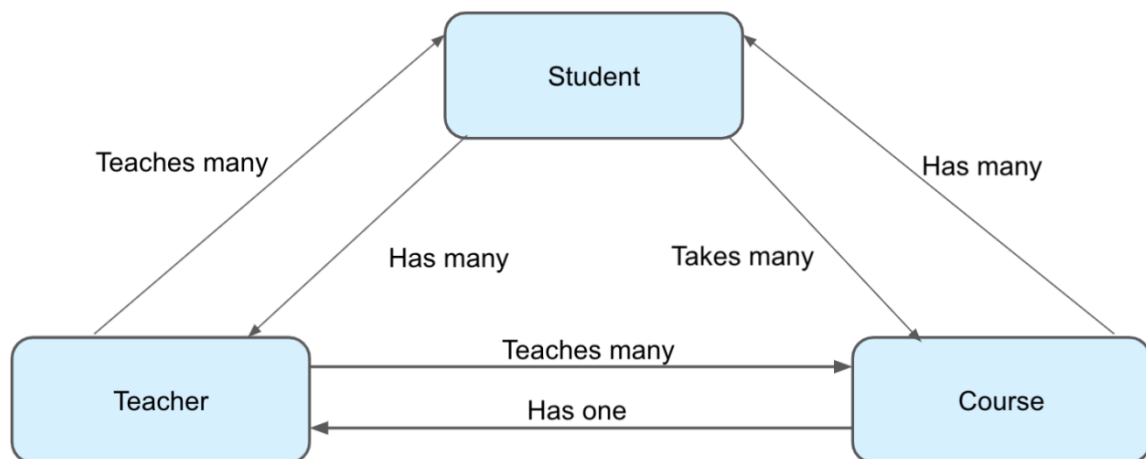 Student
Teaches many
Has many
Has many
Takes many
Teaches many
Teacher
Course
Has one